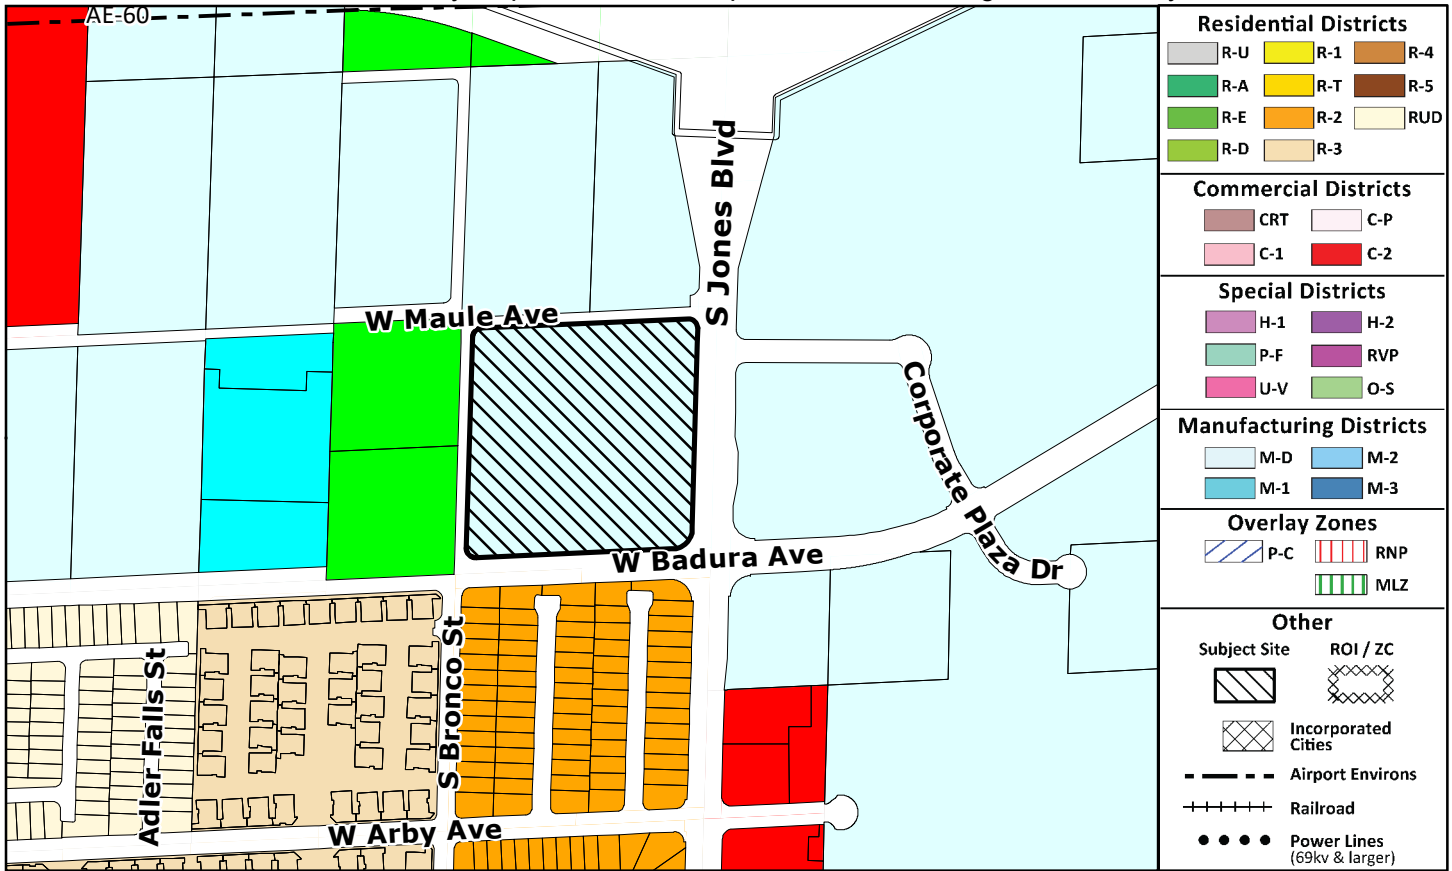 AE-60
S Jones Blvd
W Maule Ave
Corporate Plaza Dr
W Badura Ave
S Bronco St
Adler Falls St
W Arby Ave
Residential Districts
R-U R-1 R-4
R-A R-T R-5
R-E R-2 RUD
R-D R-3
Commercial Districts
CRT C-P
C-1 C-2
Special Districts
H-1 H-2
P-F RVP
U-V O-S
Manufacturing Districts
M-D M-2
M-1 M-3
Overlay Zones
P-C RNP
MLZ
Other
Subject Site ROI / ZC
Incorporated
Cities
Airport Environs
Railroad
Power Lines
(69kv & larger)